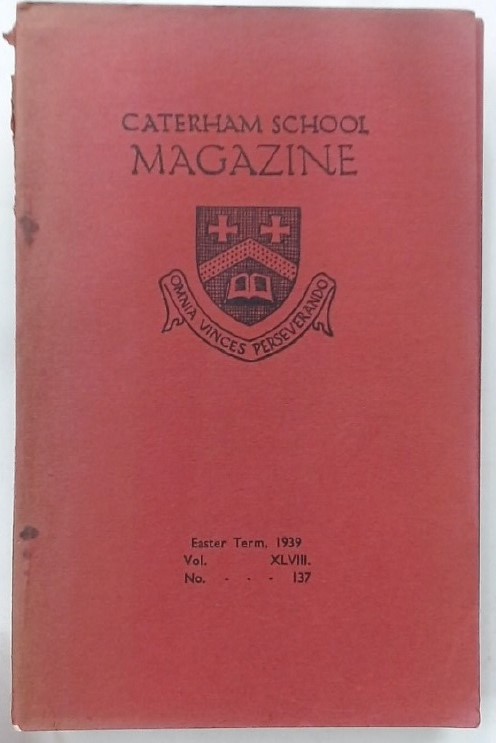 CATERHAM SCHOOL
MAGAZINE
OMNIA VINCES PERSEVERANDO
Easter Term, 1939
Vol. XLVIII.
No. - - - 137